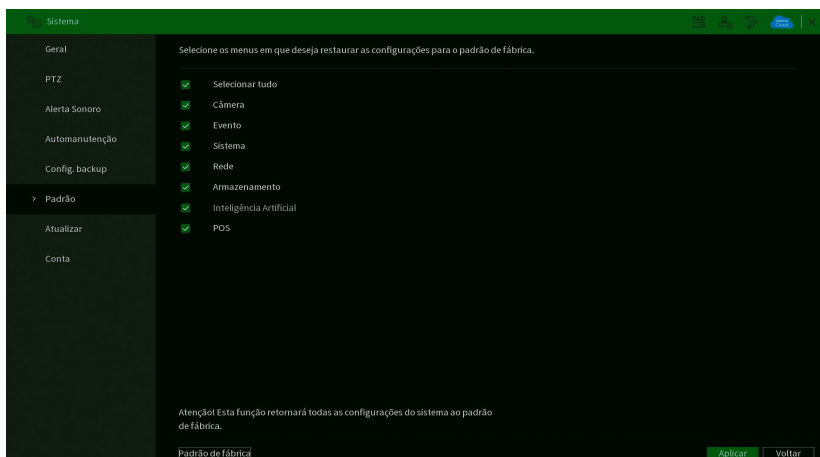 Sistema
Geral
PTZ
Alerta Sonoro
Automanutenção
Config. backup
Padrão
Atualizar
Conta
Selecione os menus em que deseja restaurar as configurações para o padrão de fábrica.
Selecionar tudo
Câmera
Evento
Sistema
Rede
Armazenamento
Inteligência Artificial
POS
Atenção! Esta função retornará todas as configurações do sistema ao padrão
de fábrica.
Padrão de fábrica
Aplicar
Voltar